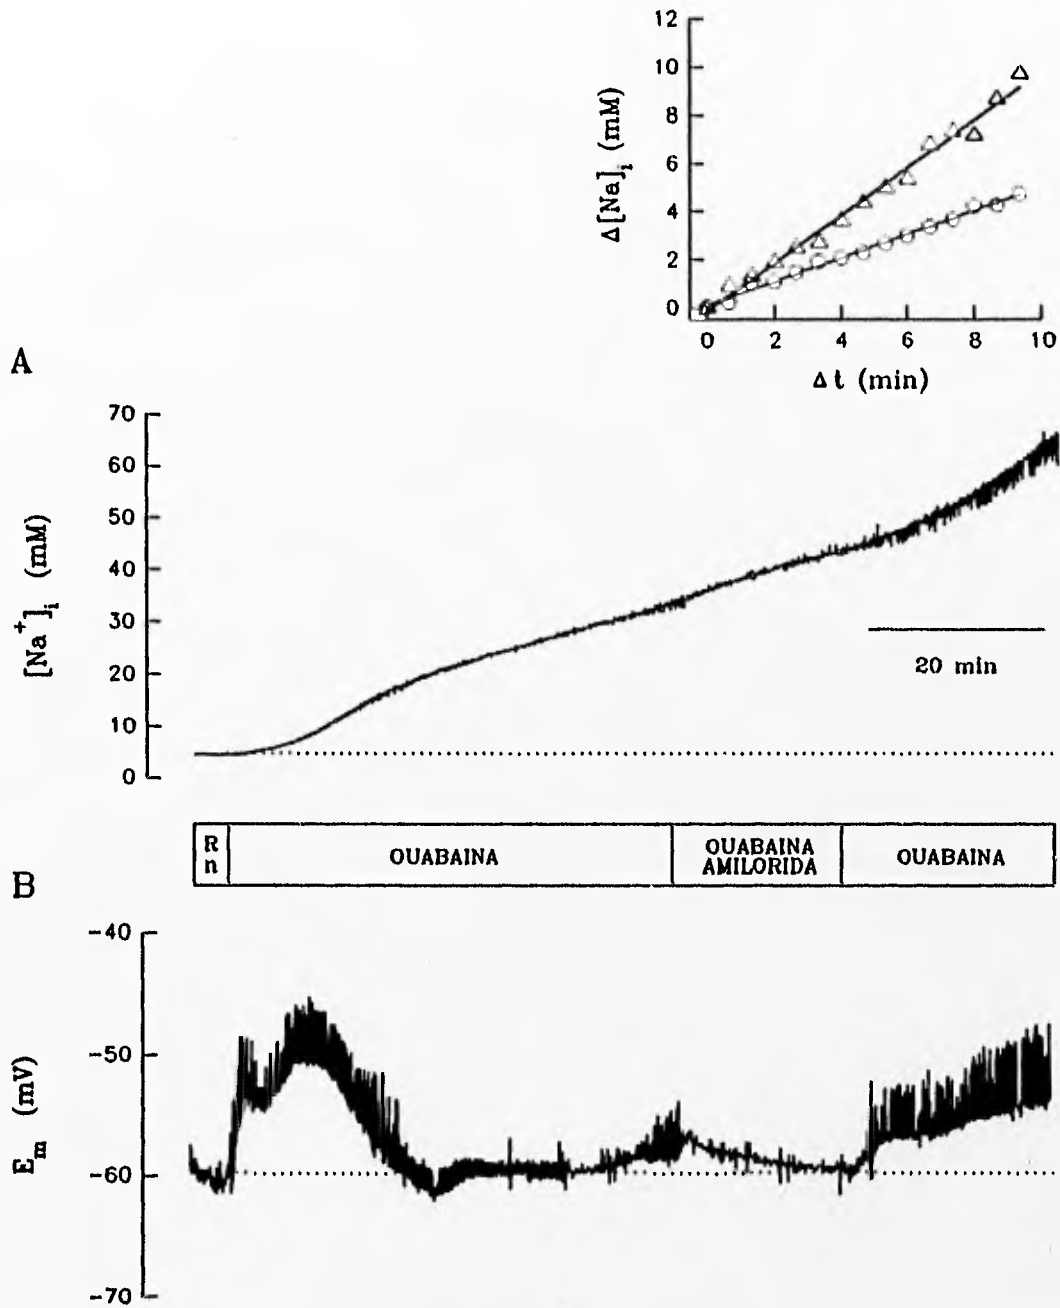 12
10
8
6
4
2
0
Δ[Na]i (mM)
0 2 4 6 8 10
Δ t (min)
A
70
60
50
40
30
20
10
0
[Na+]i (mM)
20 min
R
n
OUABAINA
OUABAINA
AMILORIDA
OUABAINA
B
-40
-50
-60
-70
Em (mV)